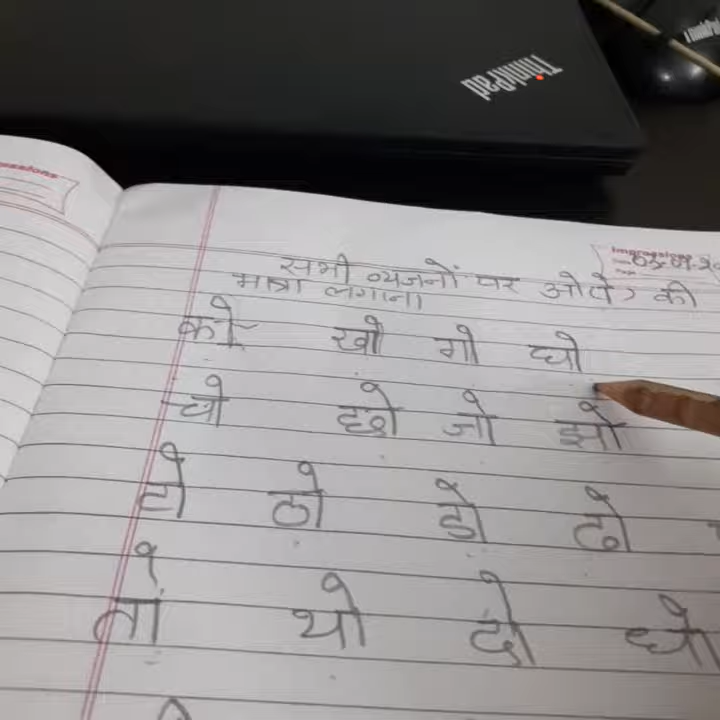 ThinkPad
सभी व्यजनों पर ओ की
मात्रा लगाना
को खो गो घो
चो छो जो झो
टो ठो डो ढो
तो थो दो धो